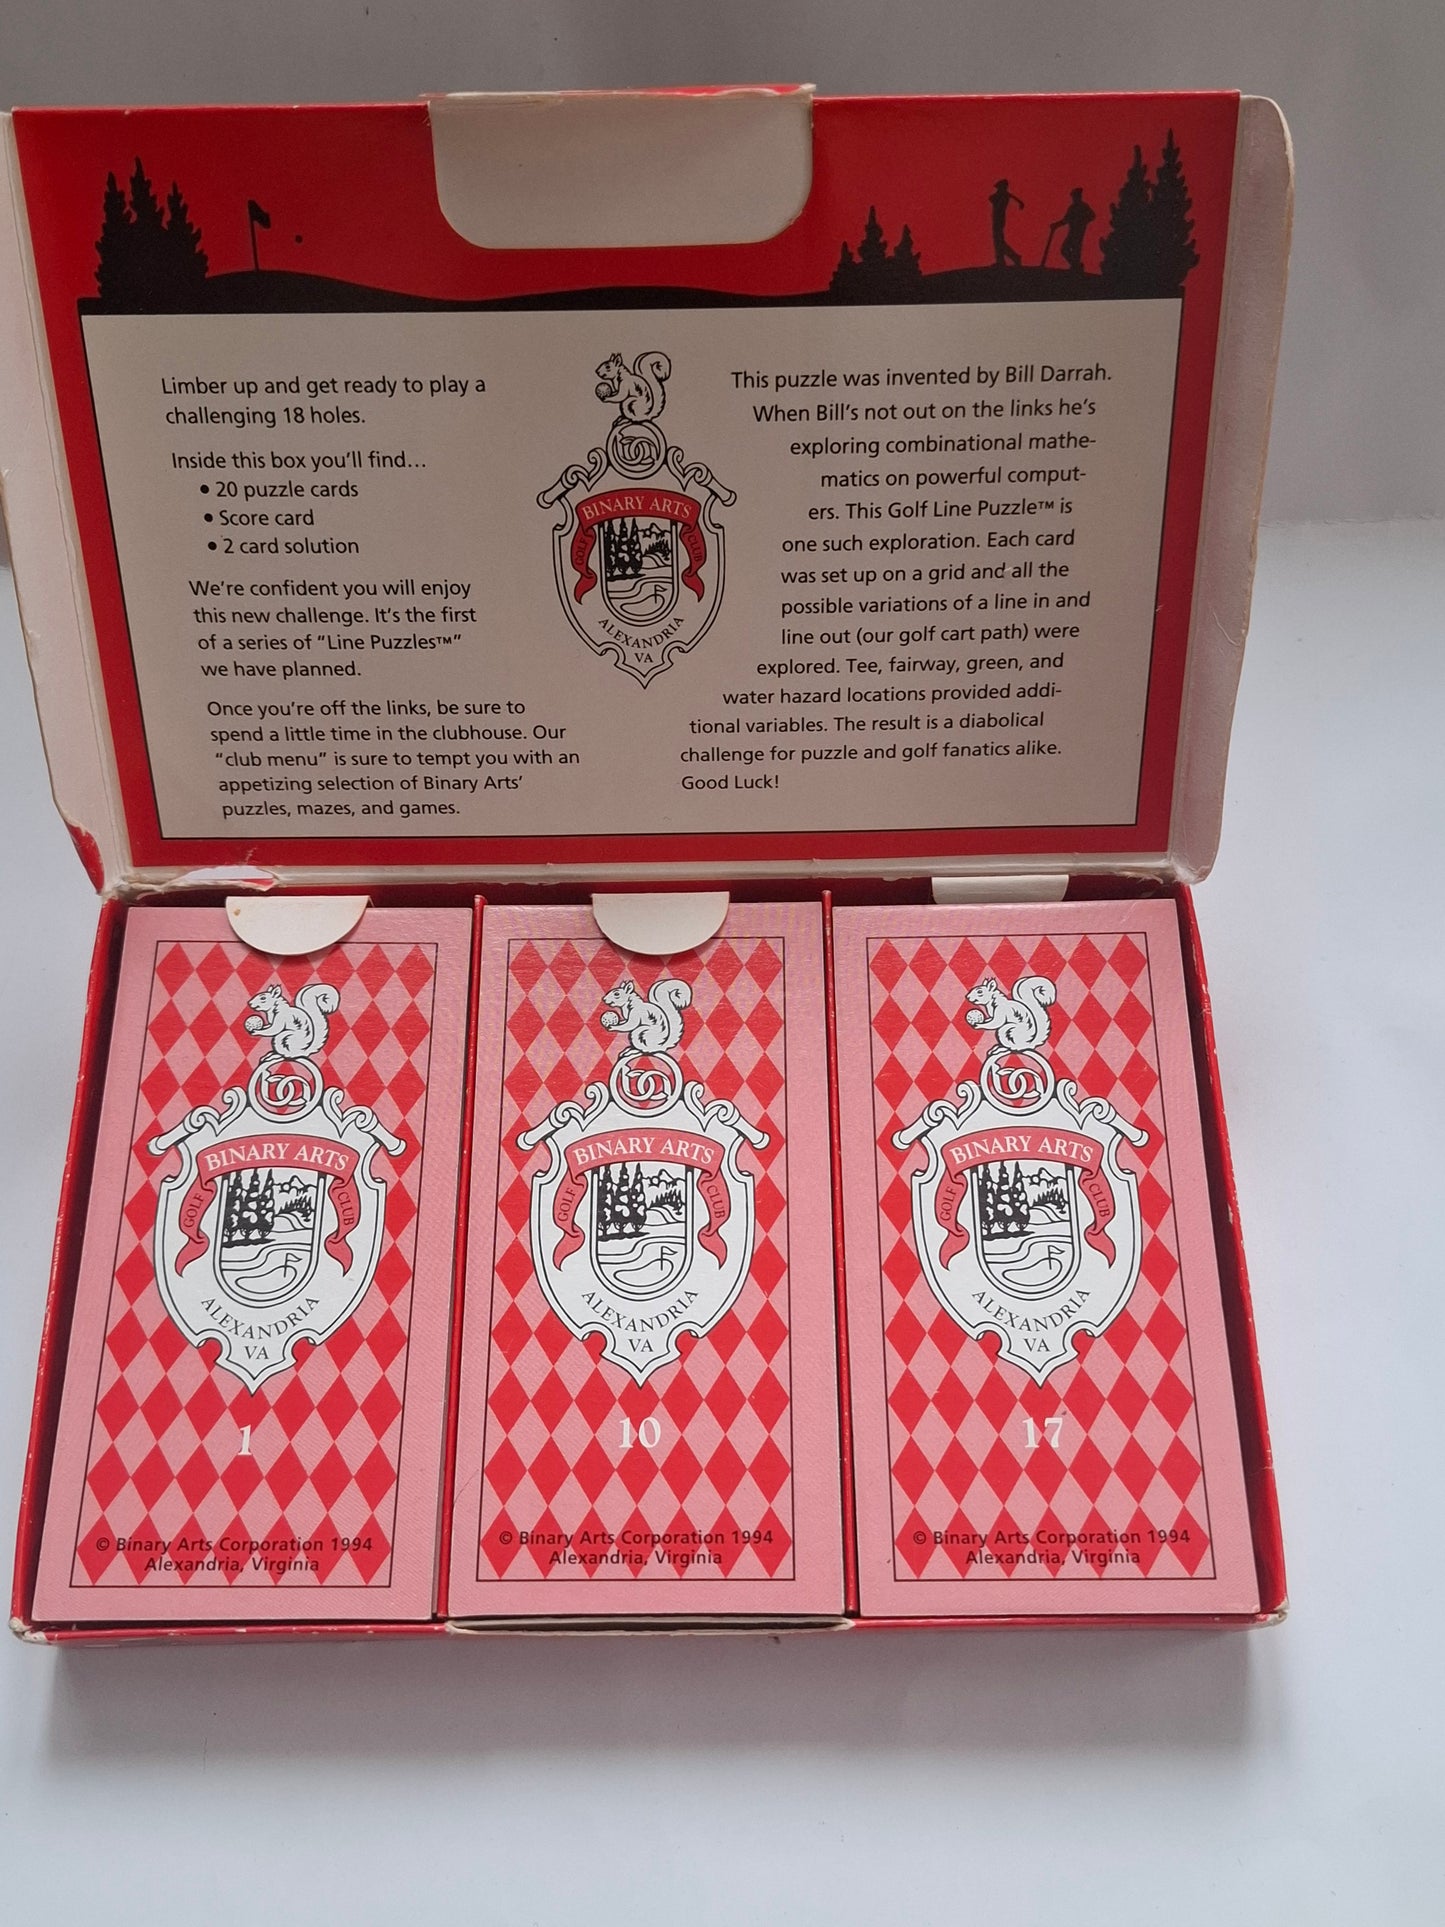 Limber up and get ready to play a
challenging 18 holes.
Inside this box you'll find...
• 20 puzzle cards
• Score card
• 2 card solution
We're confident you will enjoy
this new challenge. It's the first
of a series of "Line Puzzles™"
we have planned.
Once you're off the links, be sure to
spend a little time in the clubhouse. Our
"club menu" is sure to tempt you with an
appetizing selection of Binary Arts'
puzzles, mazes, and games.
ba
BINARY ARTS
GOLF CLUB
ALEXANDRIA
VA
This puzzle was invented by Bill Darrah.
When Bill's not out on the links he's
exploring combinational mathe-
matics on powerful comput-
ers. This Golf Line Puzzle™ is
one such exploration. Each card
was set up on a grid and all the
possible variations of a line in and
line out (our golf cart path) were
explored. Tee, fairway, green, and
water hazard locations provided addi-
tional variables. The result is a diabolical
challenge for puzzle and golf fanatics alike.
Good Luck!
ba
BINARY ARTS
GOLF CLUB
ALEXANDRIA
VA
1
© Binary Arts Corporation 1994
Alexandria, Virginia
ba
BINARY ARTS
GOLF CLUB
ALEXANDRIA
VA
10
© Binary Arts Corporation 1994
Alexandria, Virginia
ba
BINARY ARTS
GOLF CLUB
ALEXANDRIA
VA
17
© Binary Arts Corporation 1994
Alexandria, Virginia